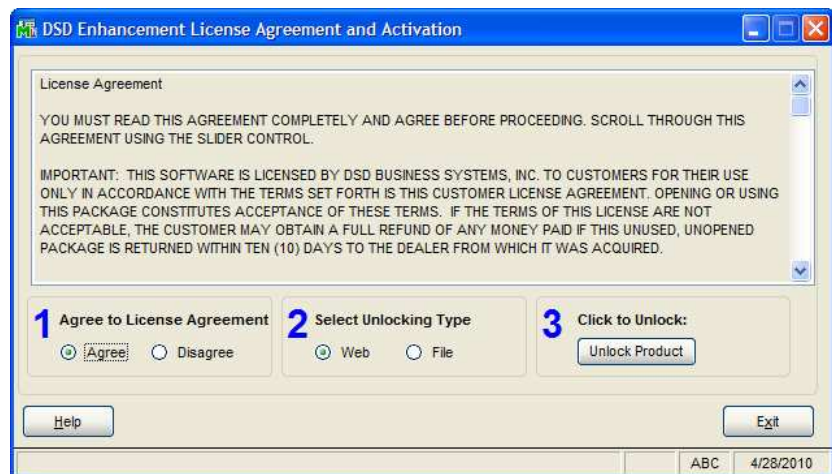 DSD Enhancement License Agreement and Activation
License Agreement
YOU MUST READ THIS AGREEMENT COMPLETELY AND AGREE BEFORE PROCEEDING. SCROLL THROUGH THIS
AGREEMENT USING THE SLIDER CONTROL.
IMPORTANT: THIS SOFTWARE IS LICENSED BY DSD BUSINESS SYSTEMS, INC. TO CUSTOMERS FOR THEIR USE
ONLY IN ACCORDANCE WITH THE TERMS SET FORTH IS THIS CUSTOMER LICENSE AGREEMENT. OPENING OR USING
THIS PACKAGE CONSTITUTES ACCEPTANCE OF THESE TERMS. IF THE TERMS OF THIS LICENSE ARE NOT
ACCEPTABLE, THE CUSTOMER MAY OBTAIN A FULL REFUND OF ANY MONEY PAID IF THIS UNUSED, UNOPENED
PACKAGE IS RETURNED WITHIN TEN (10) DAYS TO THE DEALER FROM WHICH IT WAS ACQUIRED.
1 Agree to License Agreement
Agree Disagree
2 Select Unlocking Type
Web File
3 Click to Unlock:
Unlock Product
Help
Exit
ABC 4/28/2010